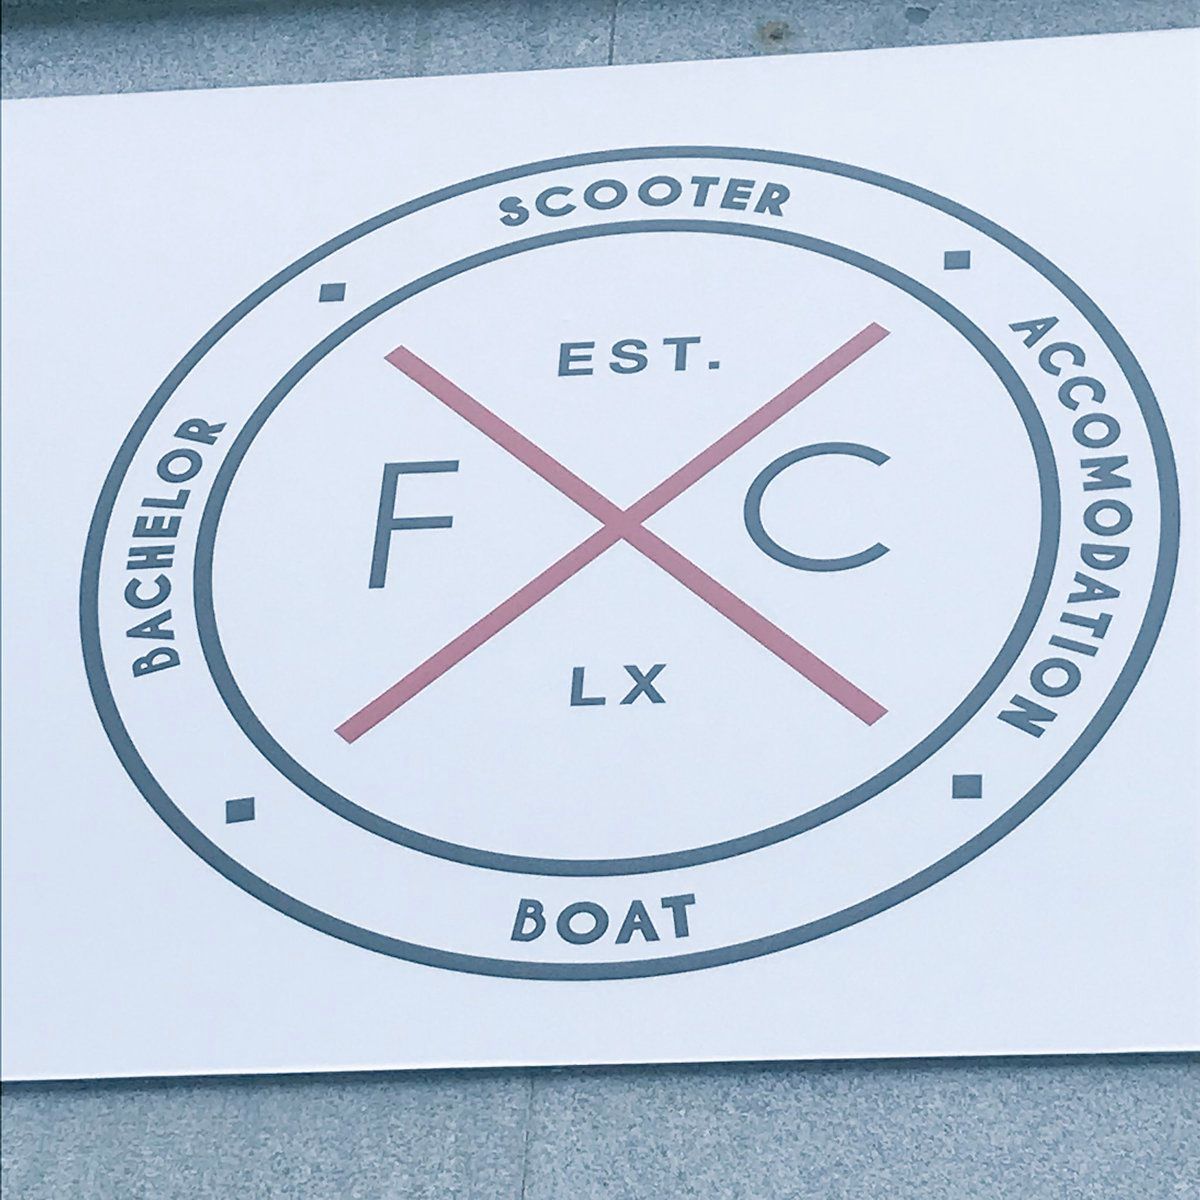 SCOOTER
ACCOMODATION
BOAT
BACHELOR
EST.
F C
LX